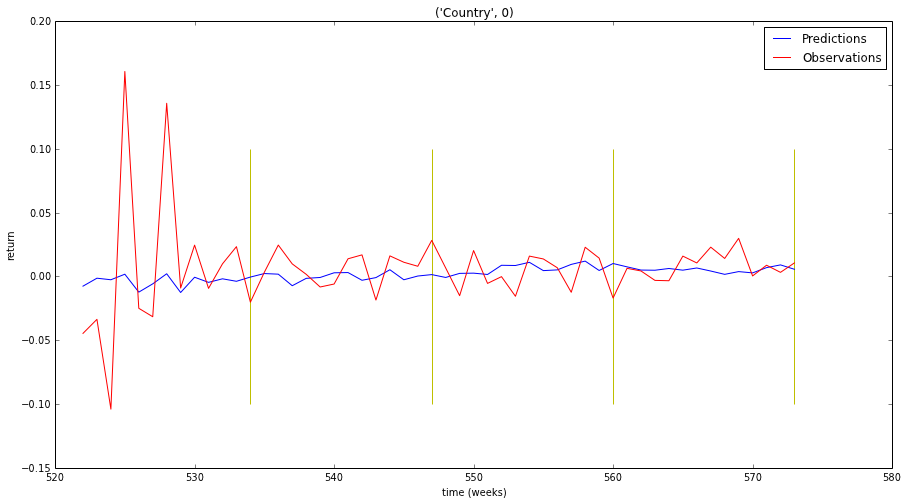 ('Country', 0)
0.20
0.15
0.10
0.05
0.00
−0.05
−0.10
−0.15
return
Predictions
Observations
520 530 540 550 560 570 580
time (weeks)